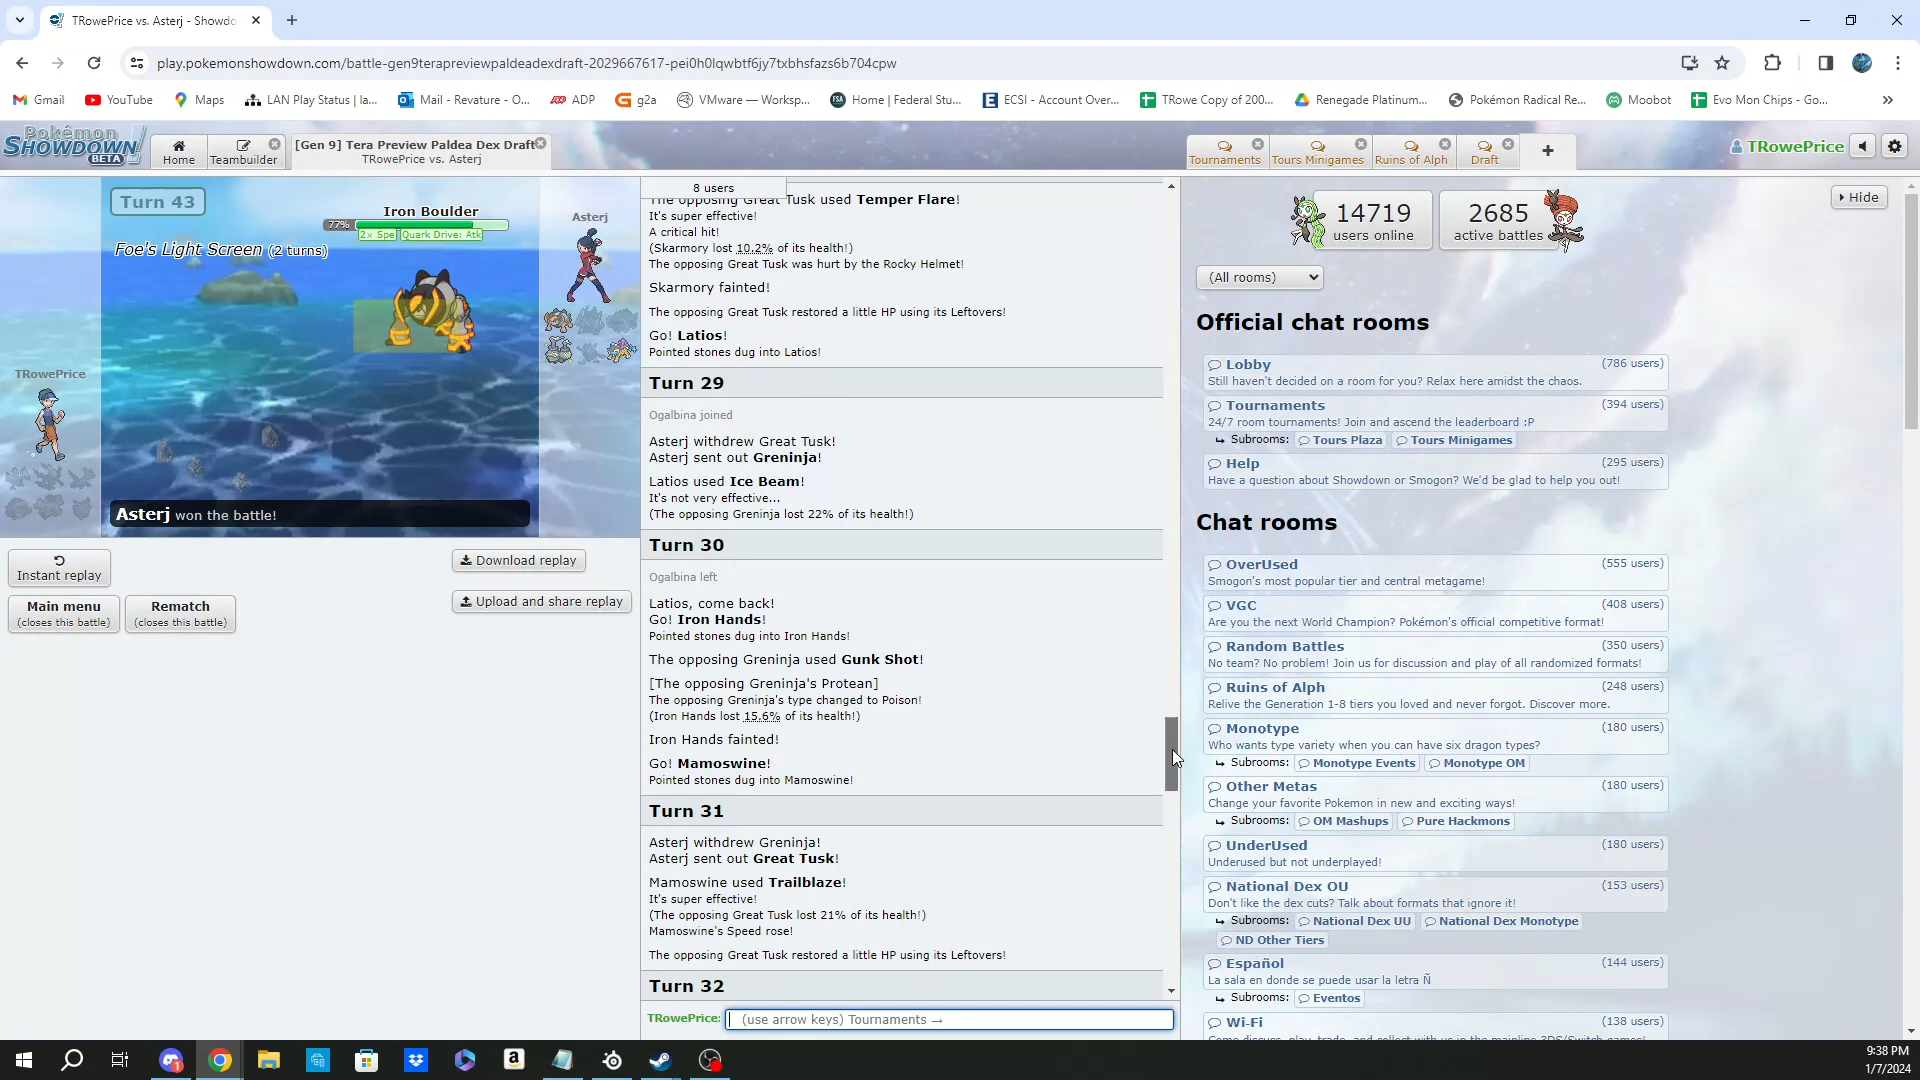 TRowePrice vs. Asterj - Showdo
play.pokemonshowdown.com/battle-gen9terapreviewpaldeadexdraft-2029667617-pei0h0lqwbtf6jy7txbhsfazs6b704cpw
Gmail YouTube Maps LAN Play Status | la... Mail - Revature - O... ADP g2a VMware — Worksp... Home | Federal Stu... ECSI - Account Over... TRowe Copy of 200... Renegade Platinum... Pokémon Radical Re... Moobot Evo Mon Chips - Go...
Pokémon
SHOWDOWN!
BETA
Home
Teambuilder
[Gen 9] Tera Preview Paldea Dex Draft
TRowePrice vs. Asterj
Tournaments
Tours Minigames
Ruins of Alph
Draft
TRowePrice
Turn 43
Iron Boulder
77%
2x Spe Quark Drive: Atk
Foe's Light Screen (2 turns)
Asterj
TRowePrice
Asterj won the battle!
Instant replay
Download replay
Upload and share replay
Main menu
(closes this battle)
Rematch
(closes this battle)
8 users
The opposing Great Tusk used Temper Flare!
It's super effective!
A critical hit!
(Skarmory lost 10.2% of its health!)
The opposing Great Tusk was hurt by the Rocky Helmet!
Skarmory fainted!
The opposing Great Tusk restored a little HP using its Leftovers!
Go! Latios!
Pointed stones dug into Latios!
Turn 29
Ogalbina joined
Asterj withdrew Great Tusk!
Asterj sent out Greninja!
Latios used Ice Beam!
It's not very effective...
(The opposing Greninja lost 22% of its health!)
Turn 30
Ogalbina left
Latios, come back!
Go! Iron Hands!
Pointed stones dug into Iron Hands!
The opposing Greninja used Gunk Shot!
[The opposing Greninja's Protean]
The opposing Greninja's type changed to Poison!
(Iron Hands lost 15.6% of its health!)
Iron Hands fainted!
Go! Mamoswine!
Pointed stones dug into Mamoswine!
Turn 31
Asterj withdrew Greninja!
Asterj sent out Great Tusk!
Mamoswine used Trailblaze!
It's super effective!
(The opposing Great Tusk lost 21% of its health!)
Mamoswine's Speed rose!
The opposing Great Tusk restored a little HP using its Leftovers!
Turn 32
TRowePrice: (use arrow keys) Tournaments →
Hide
14719
users online
2685
active battles
(All rooms)
Official chat rooms
Lobby (786 users)
Still haven't decided on a room for you? Relax here amidst the chaos.
Tournaments (394 users)
24/7 room tournaments! Join and ascend the leaderboard :P
Subrooms: Tours Plaza Tours Minigames
Help (295 users)
Have a question about Showdown or Smogon? We'd be glad to help you out!
Chat rooms
OverUsed (555 users)
Smogon's most popular tier and central metagame!
VGC (408 users)
Are you the next World Champion? Pokémon's official competitive format!
Random Battles (350 users)
No team? No problem! Join us for discussion and play of all randomized formats!
Ruins of Alph (248 users)
Relive the Generation 1-8 tiers you loved and never forgot. Discover more.
Monotype (180 users)
Who wants type variety when you can have six dragon types?
Subrooms: Monotype Events Monotype OM
Other Metas (180 users)
Change your favorite Pokemon in new and exciting ways!
Subrooms: OM Mashups Pure Hackmons
UnderUsed (180 users)
Underused but not underplayed!
National Dex OU (153 users)
Don't like the dex cuts? Talk about formats that ignore it!
Subrooms: National Dex UU National Dex Monotype
ND Other Tiers
Español (144 users)
La sala en donde se puede usar la letra Ñ
Subrooms: Eventos
Wi-Fi (138 users)
9:38 PM
1/7/2024